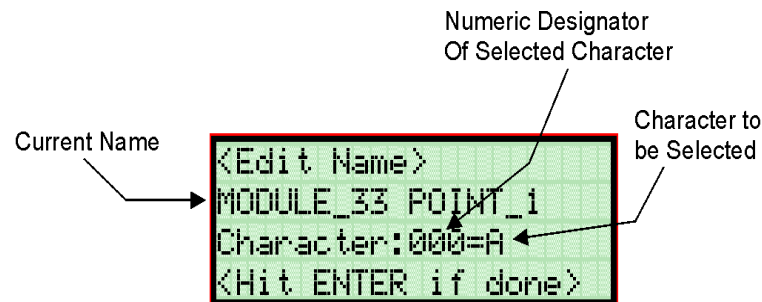 Numeric Designator
Of Selected Character
Current Name
Character to
be Selected
<Edit Name>
MODULE_33 POINT_1
Character:000=A
<Hit ENTER if done>